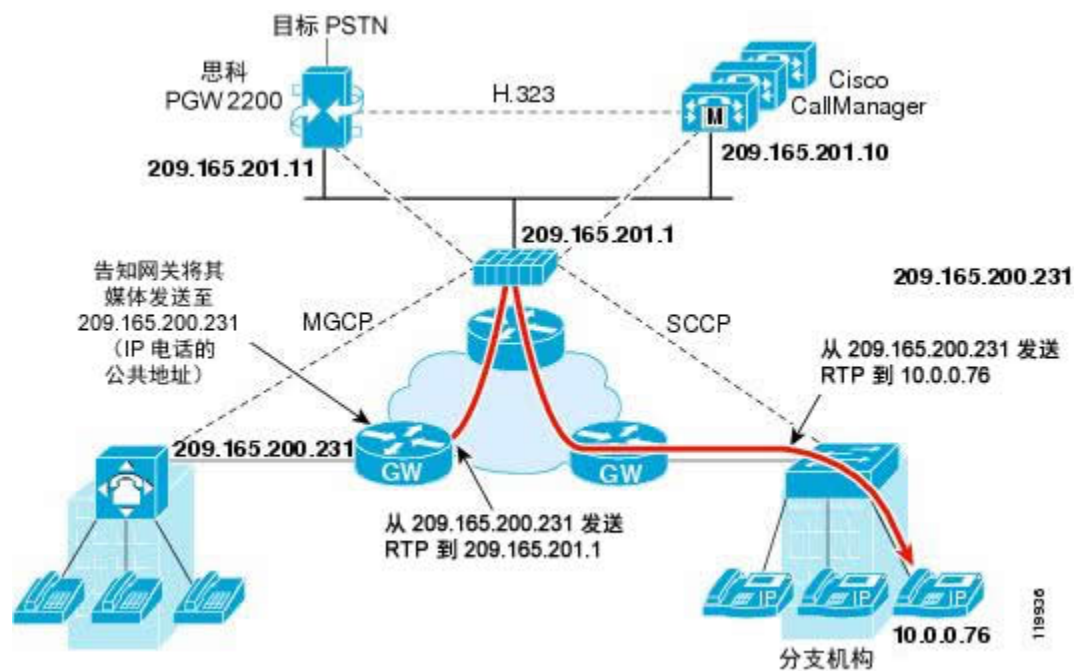 目标 PSTN
思科
PGW 2200
H.323
Cisco
CallManager
M
209.165.201.11
209.165.201.10
209.165.201.1
209.165.200.231
告知网关将其
媒体发送至
209.165.200.231
(IP 电话的
公共地址)
MGCP
SCCP
从 209.165.200.231 发送
RTP 到 10.0.0.76
209.165.200.231
GW
GW
从 209.165.200.231 发送
RTP 到 209.165.201.1
IP
IP
IP
10.0.0.76
分支机构
119936